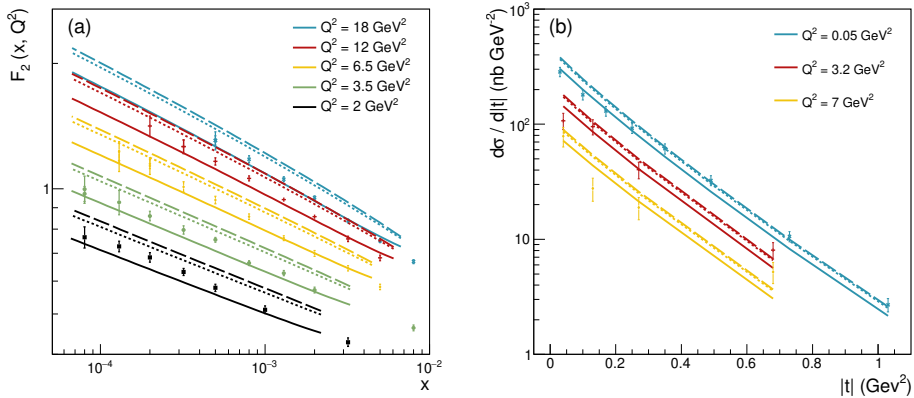 (a)
Q² = 18 GeV²
Q² = 12 GeV²
Q² = 6.5 GeV²
Q² = 3.5 GeV²
Q² = 2 GeV²
F₂ (x, Q²)
1
10⁻⁴
10⁻³
10⁻²
x
(b)
Q² = 0.05 GeV²
Q² = 3.2 GeV²
Q² = 7 GeV²
dσ / d|t| (nb GeV⁻²)
10³
10²
10
1
0
0.2
0.4
0.6
0.8
1
|t| (Gev²)